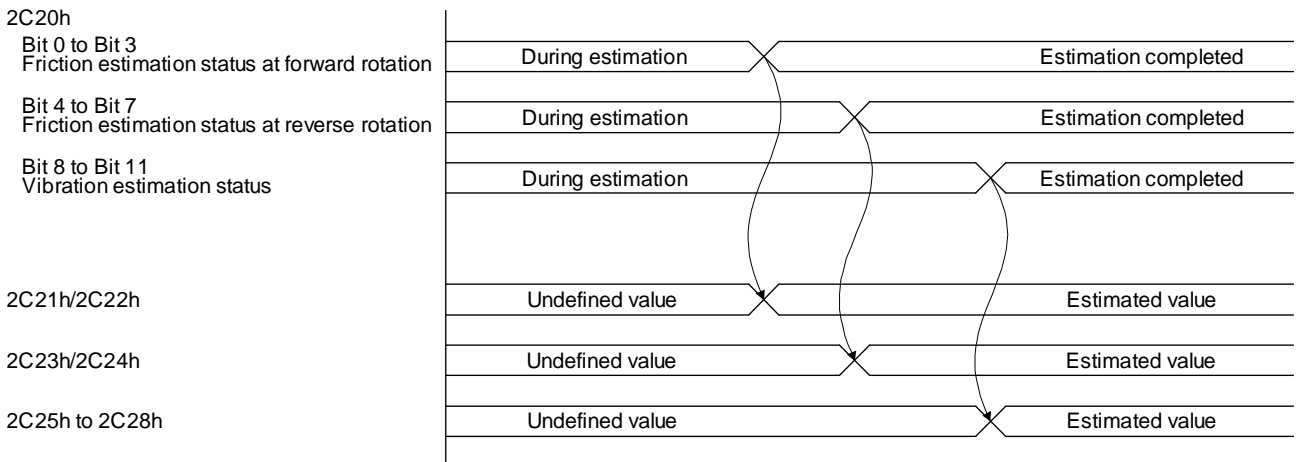 2C20h
Bit 0 to Bit 3
Friction estimation status at forward rotation
During estimation
Estimation completed
Bit 4 to Bit 7
Friction estimation status at reverse rotation
During estimation
Estimation completed
Bit 8 to Bit 11
Vibration estimation status
During estimation
Estimation completed
2C21h/2C22h
Undefined value
Estimated value
2C23h/2C24h
Undefined value
Estimated value
2C25h to 2C28h
Undefined value
Estimated value